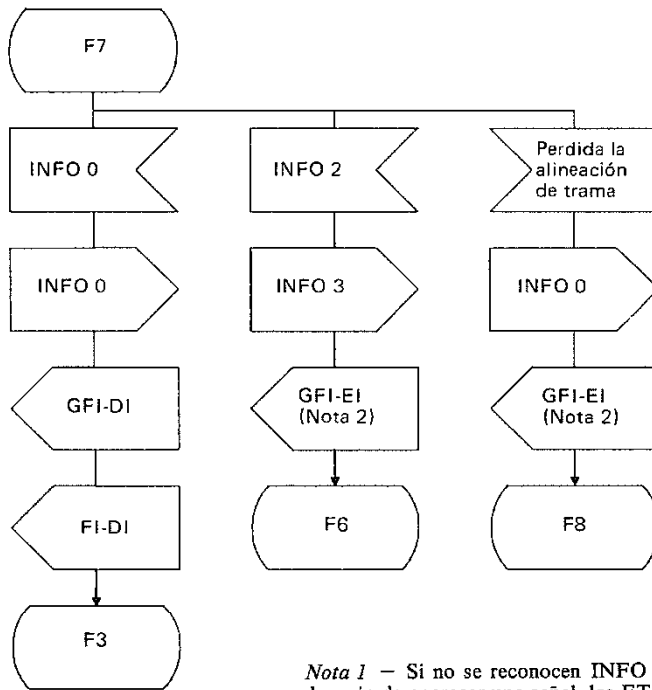 F7
INFO 0
INFO 2
Perdida la
alineación
de trama
INFO 0
INFO 3
INFO 0
GFI-DI
GFI-EI
(Nota 2)
GFI-EI
(Nota 2)
FI-DI
F6
F8
F3
Nota 1 — Si no se reconocen INFO